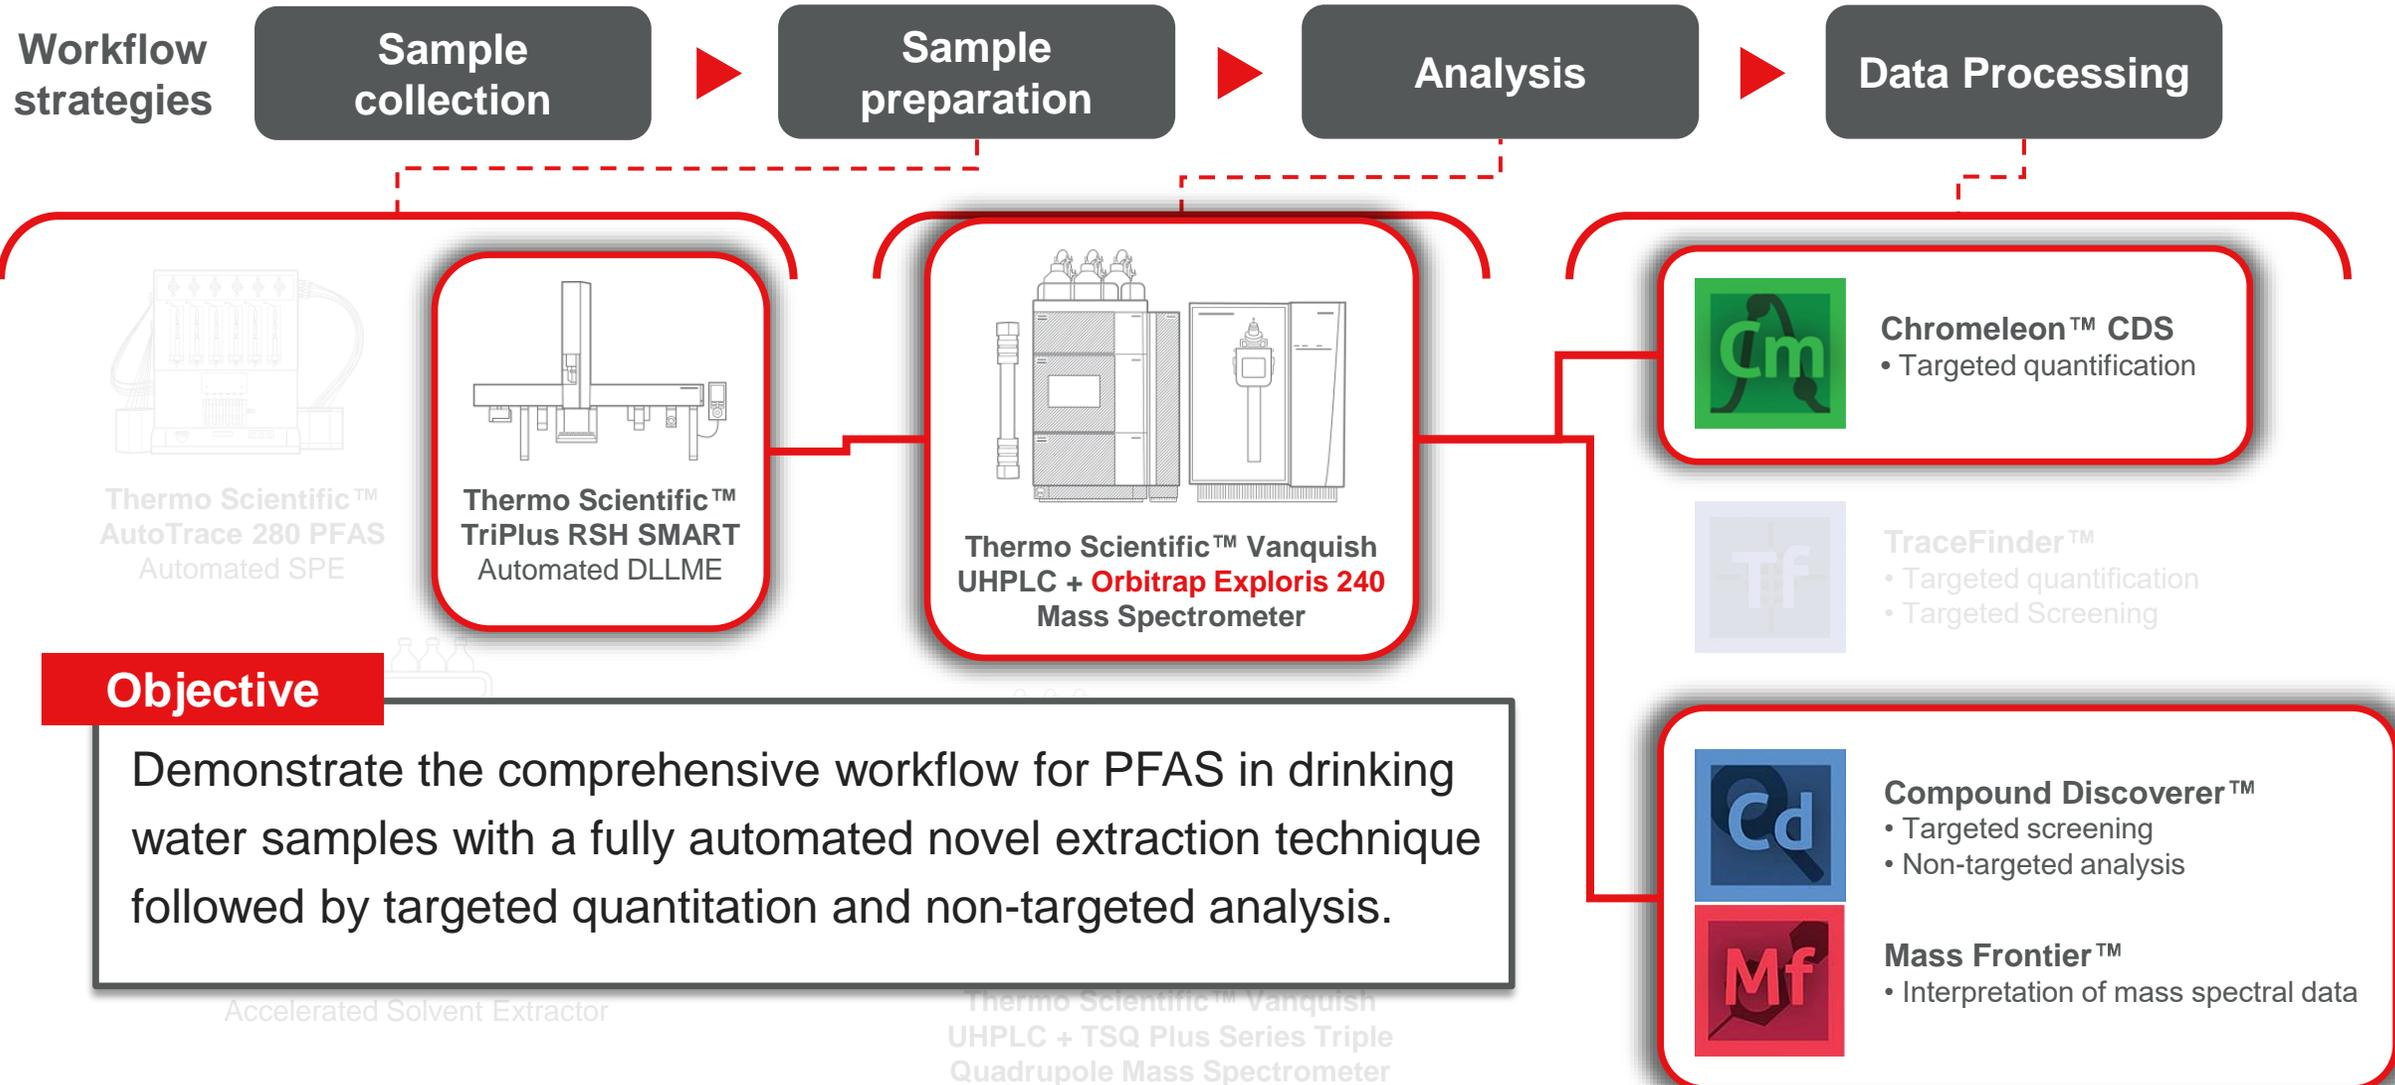 Workflow
strategies
Sample
collection
Sample
preparation
Analysis
Data Processing
Thermo Scientific™
AutoTrace 280 PFAS
Automated SPE
Thermo Scientific™
TriPlus RSH SMART
Automated DLLME
Thermo Scientific™ Vanquish
UHPLC + Orbitrap Exploris 240
Mass Spectrometer
Cm
Chromeleon™ CDS
• Targeted quantification
Tf
TraceFinder™
• Targeted quantification
• Targeted Screening
Objective
Demonstrate the comprehensive workflow for PFAS in drinking
water samples with a fully automated novel extraction technique
followed by targeted quantitation and non-targeted analysis.
Cd
Compound Discoverer™
• Targeted screening
• Non-targeted analysis
Mf
Mass Frontier™
• Interpretation of mass spectral data
Accelerated Solvent Extractor
Thermo Scientific™ Vanquish
UHPLC + TSQ Plus Series Triple
Quadrupole Mass Spectrometer